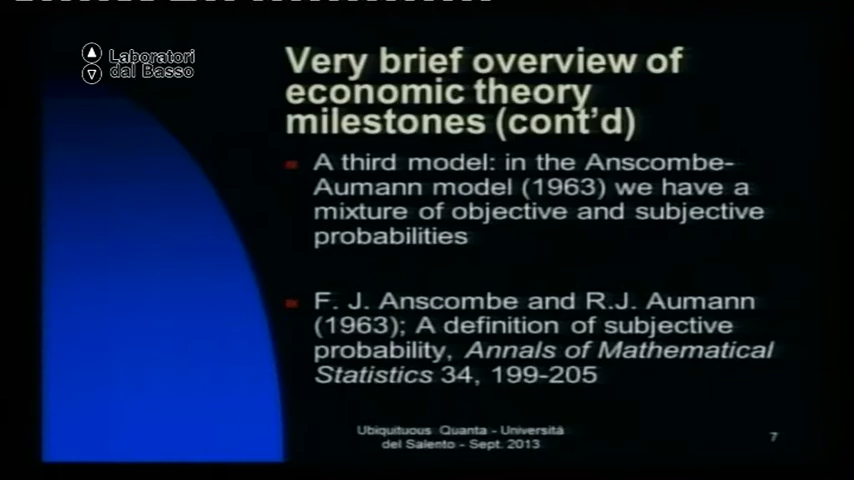 Laboratori
dal Basso
Very brief overview of
economic theory
milestones (cont'd)
A third model: in the Anscombe-
Aumann model (1963) we have a
mixture of objective and subjective
probabilities
F. J. Anscombe and R.J. Aumann
(1963); A definition of subjective
probability, Annals of Mathematical
Statistics 34, 199-205
Ubiquituous Quanta - Università
del Salento - Sept. 2013
7